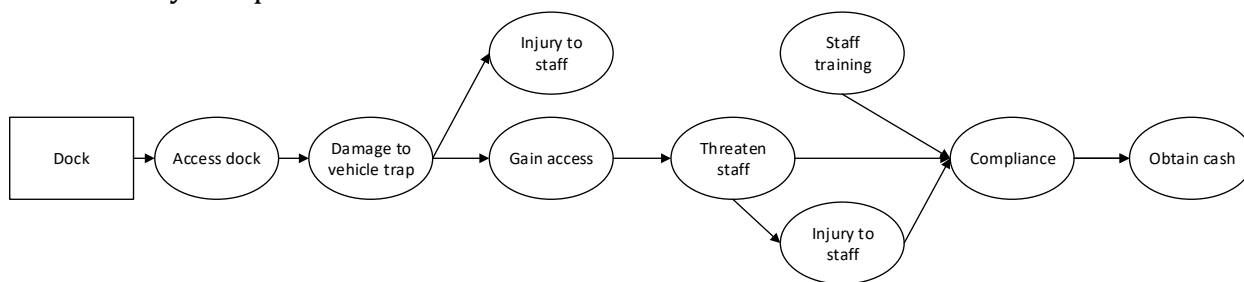 Injury to
staff
Staff
training
Dock
Access dock
Damage to
vehicle trap
Gain access
Threaten
staff
Compliance
Obtain cash
Injury to
staff